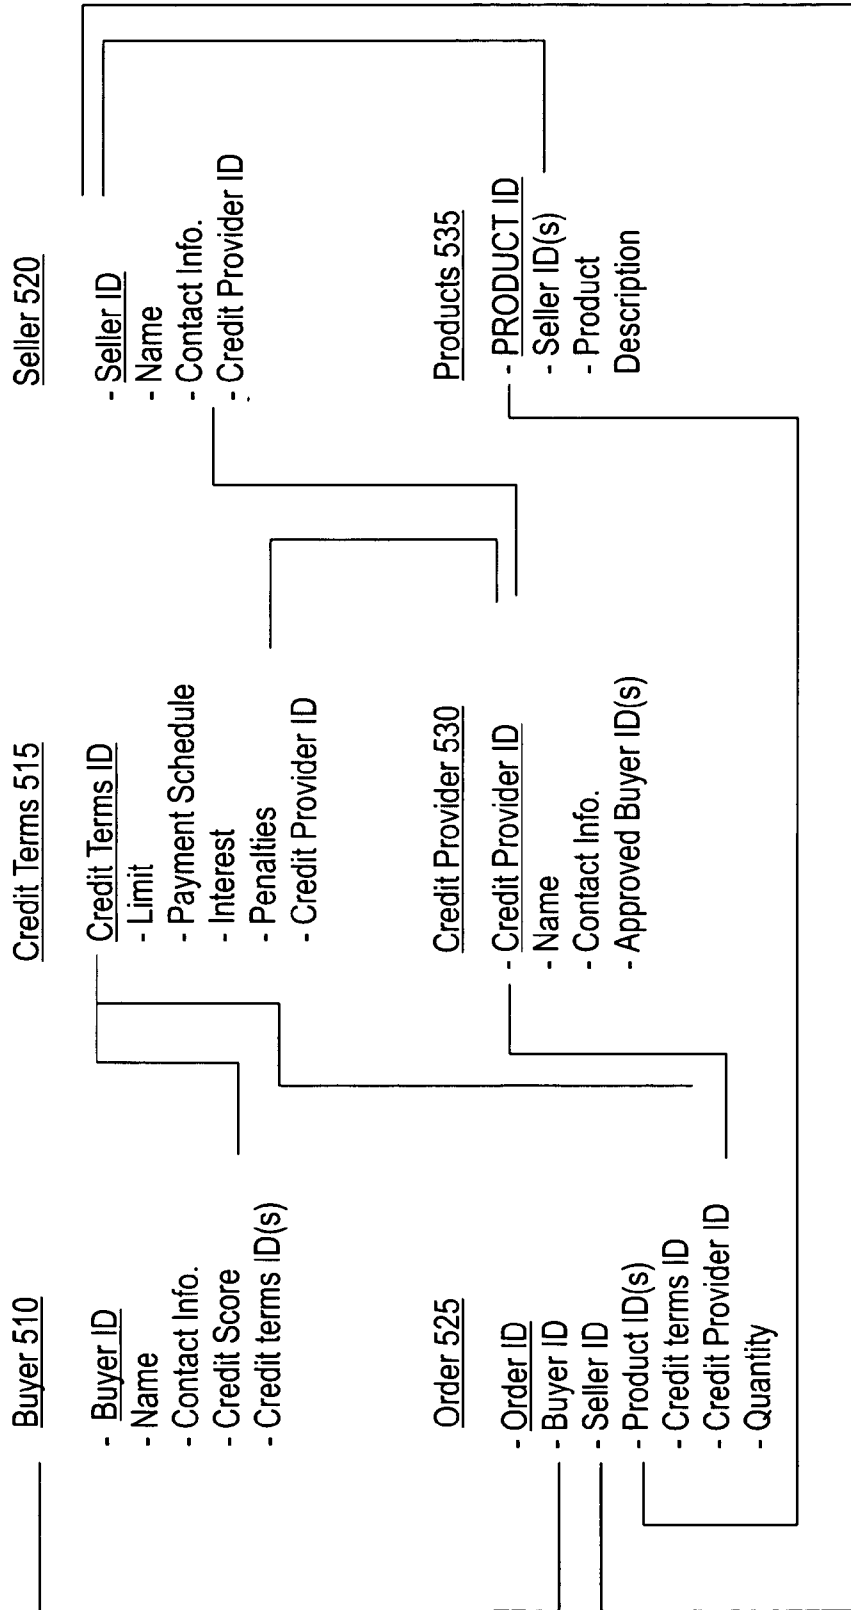 Buyer 510
- Buyer ID
- Name
- Contact Info.
- Credit Score
- Credit terms ID(s)
Credit Terms 515
Credit Terms ID
- Limit
- Payment Schedule
- Interest
- Penalties
- Credit Provider ID
Seller 520
- Seller ID
- Name
- Contact Info.
- Credit Provider ID
Order 525
- Order ID
- Buyer ID
- Seller ID
- Product ID(s)
- Credit terms ID
- Credit Provider ID
- Quantity
Credit Provider 530
- Credit Provider ID
- Name
- Contact Info.
- Approved Buyer ID(s)
Products 535
- PRODUCT ID
- Seller ID(s)
- Product
Description